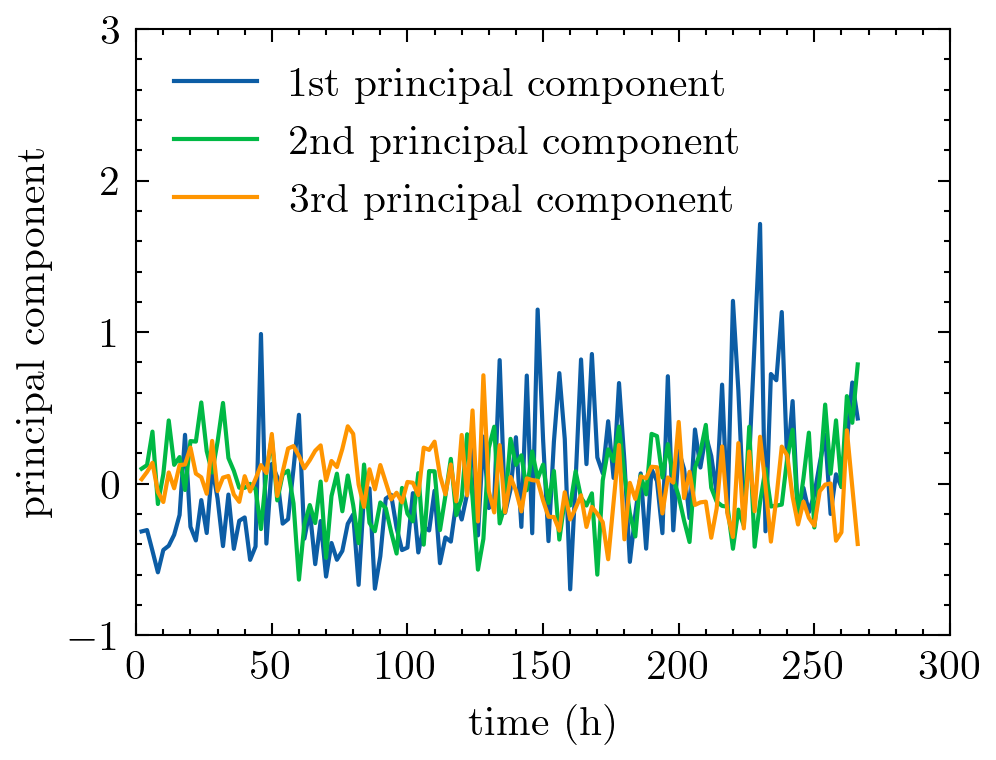 3
2
1
0
−1
principal component
1st principal component
2nd principal component
3rd principal component
0 50 100 150 200 250 300
time (h)